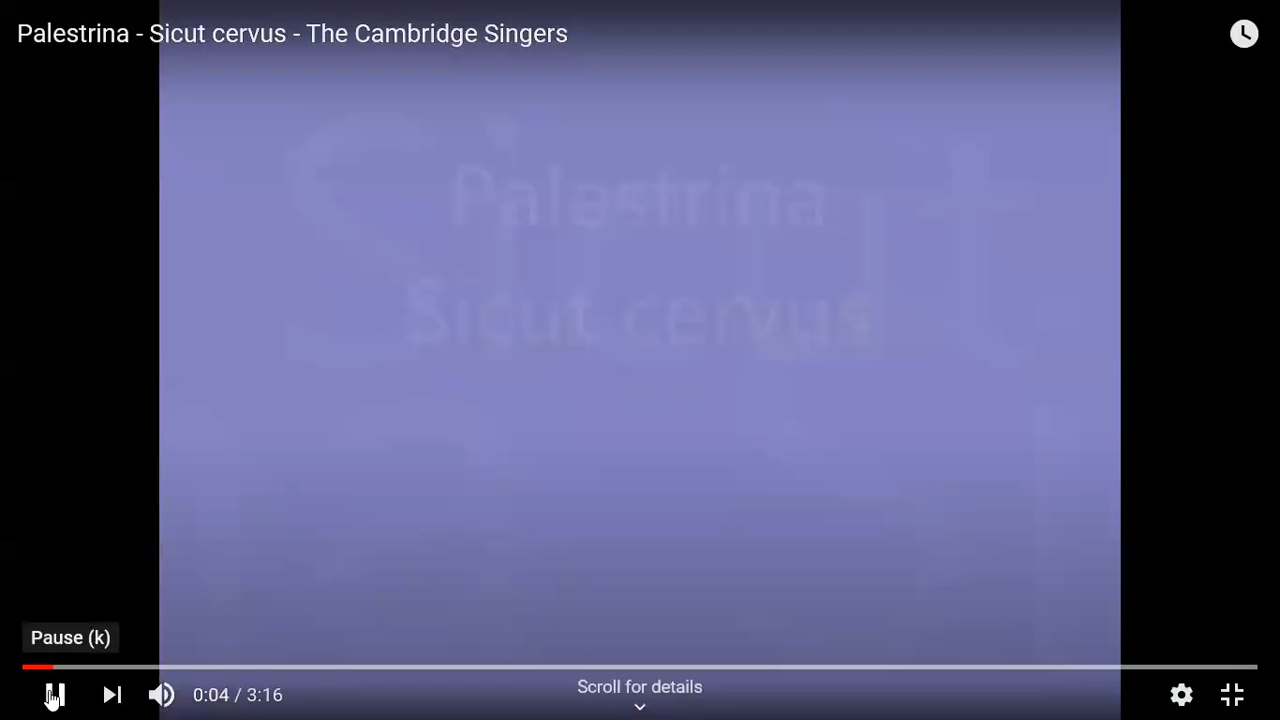 Palestrina - Sicut cervus - The Cambridge Singers
Palestrina
Sicut cervus
Pause (k)
0:04 / 3:16
Scroll for details